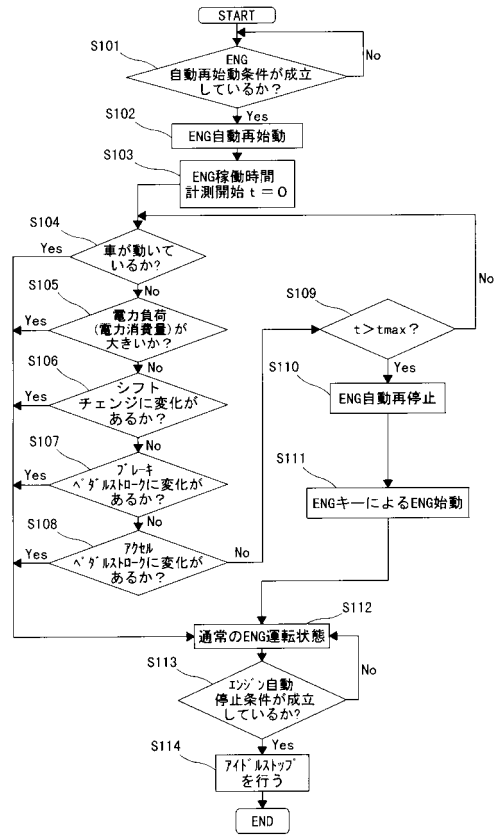 START
S101
ENG
自動再始動条件が成立
しているか？
No
Yes
S102
ENG自動再始動
S103
ENG稼働時間
計測開始 t = 0
S104
車が動いて
いるか?
Yes
No
S105
電力負荷
(電力消費量)が
大きいか？
Yes
No
S106
シフト
チェンジに変化が
あるか？
Yes
No
S107
ブレーキ
ペダルストロークに変化が
あるか？
Yes
No
S108
アクセル
ペダルストロークに変化が
あるか？
Yes
No
S109
t>tmax？
No
Yes
S110
ENG自動再停止
S111
ENGキーによるENG始動
S112
通常のENG運転状態
S113
エンジン自動
停止条件が成立
しているか?
No
Yes
S114
アイドルストップ
を行う
END